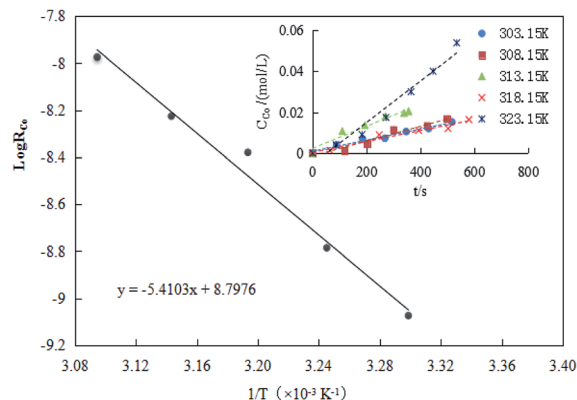 -7.8
-8
-8.2
-8.4
-8.6
-8.8
-9
-9.2
LogR_Co
3.08
3.12
3.16
3.20
3.24
3.28
3.32
3.36
3.40
1/T（×10⁻³ K⁻¹）
y = -5.4103x + 8.7976
0.06
0.04
0.02
0
C_Co /(mol/L)
0
200
400
600
800
t/s
303.15K
308.15K
313.15K
318.15K
323.15K